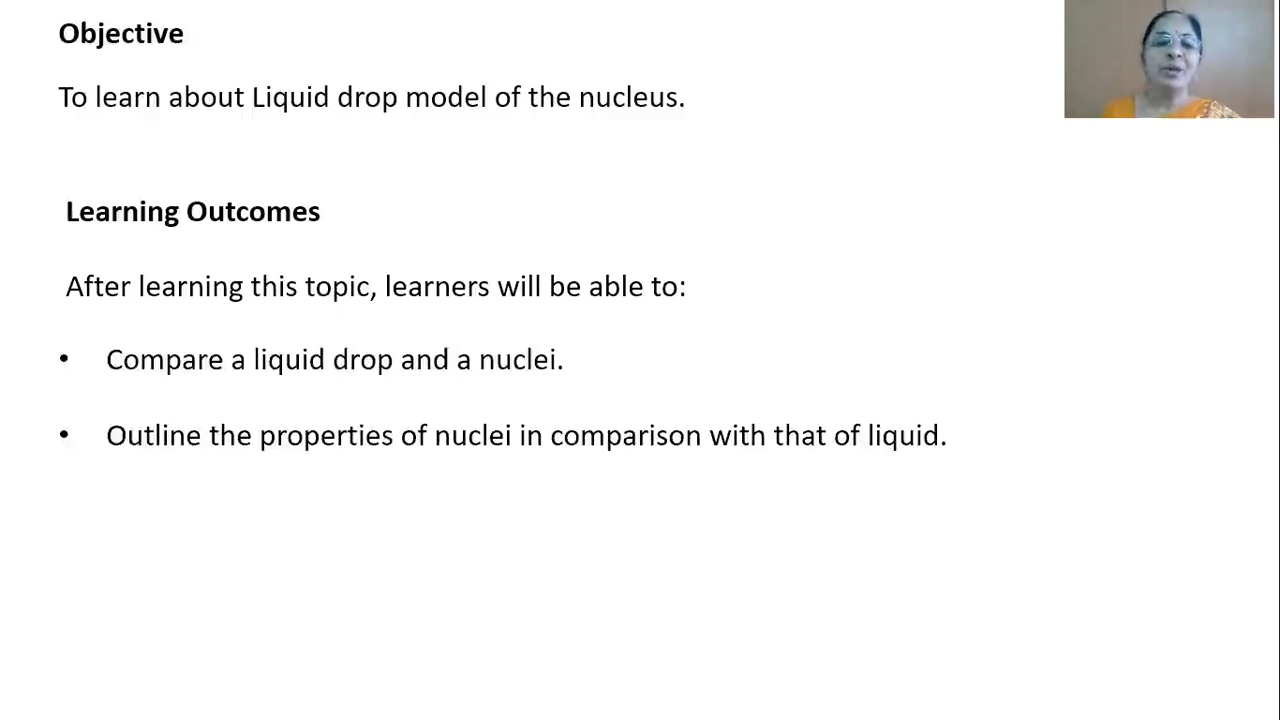 Objective
To learn about Liquid drop model of the nucleus.
Learning Outcomes
After learning this topic, learners will be able to:
• Compare a liquid drop and a nuclei.
• Outline the properties of nuclei in comparison with that of liquid.